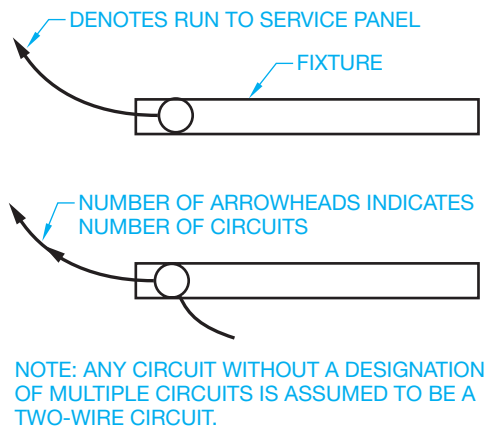 DENOTES RUN TO SERVICE PANEL
FIXTURE
NUMBER OF ARROWHEADS INDICATES
NUMBER OF CIRCUITS
NOTE: ANY CIRCUIT WITHOUT A DESIGNATION
OF MULTIPLE CIRCUITS IS ASSUMED TO BE A
TWO-WIRE CIRCUIT.